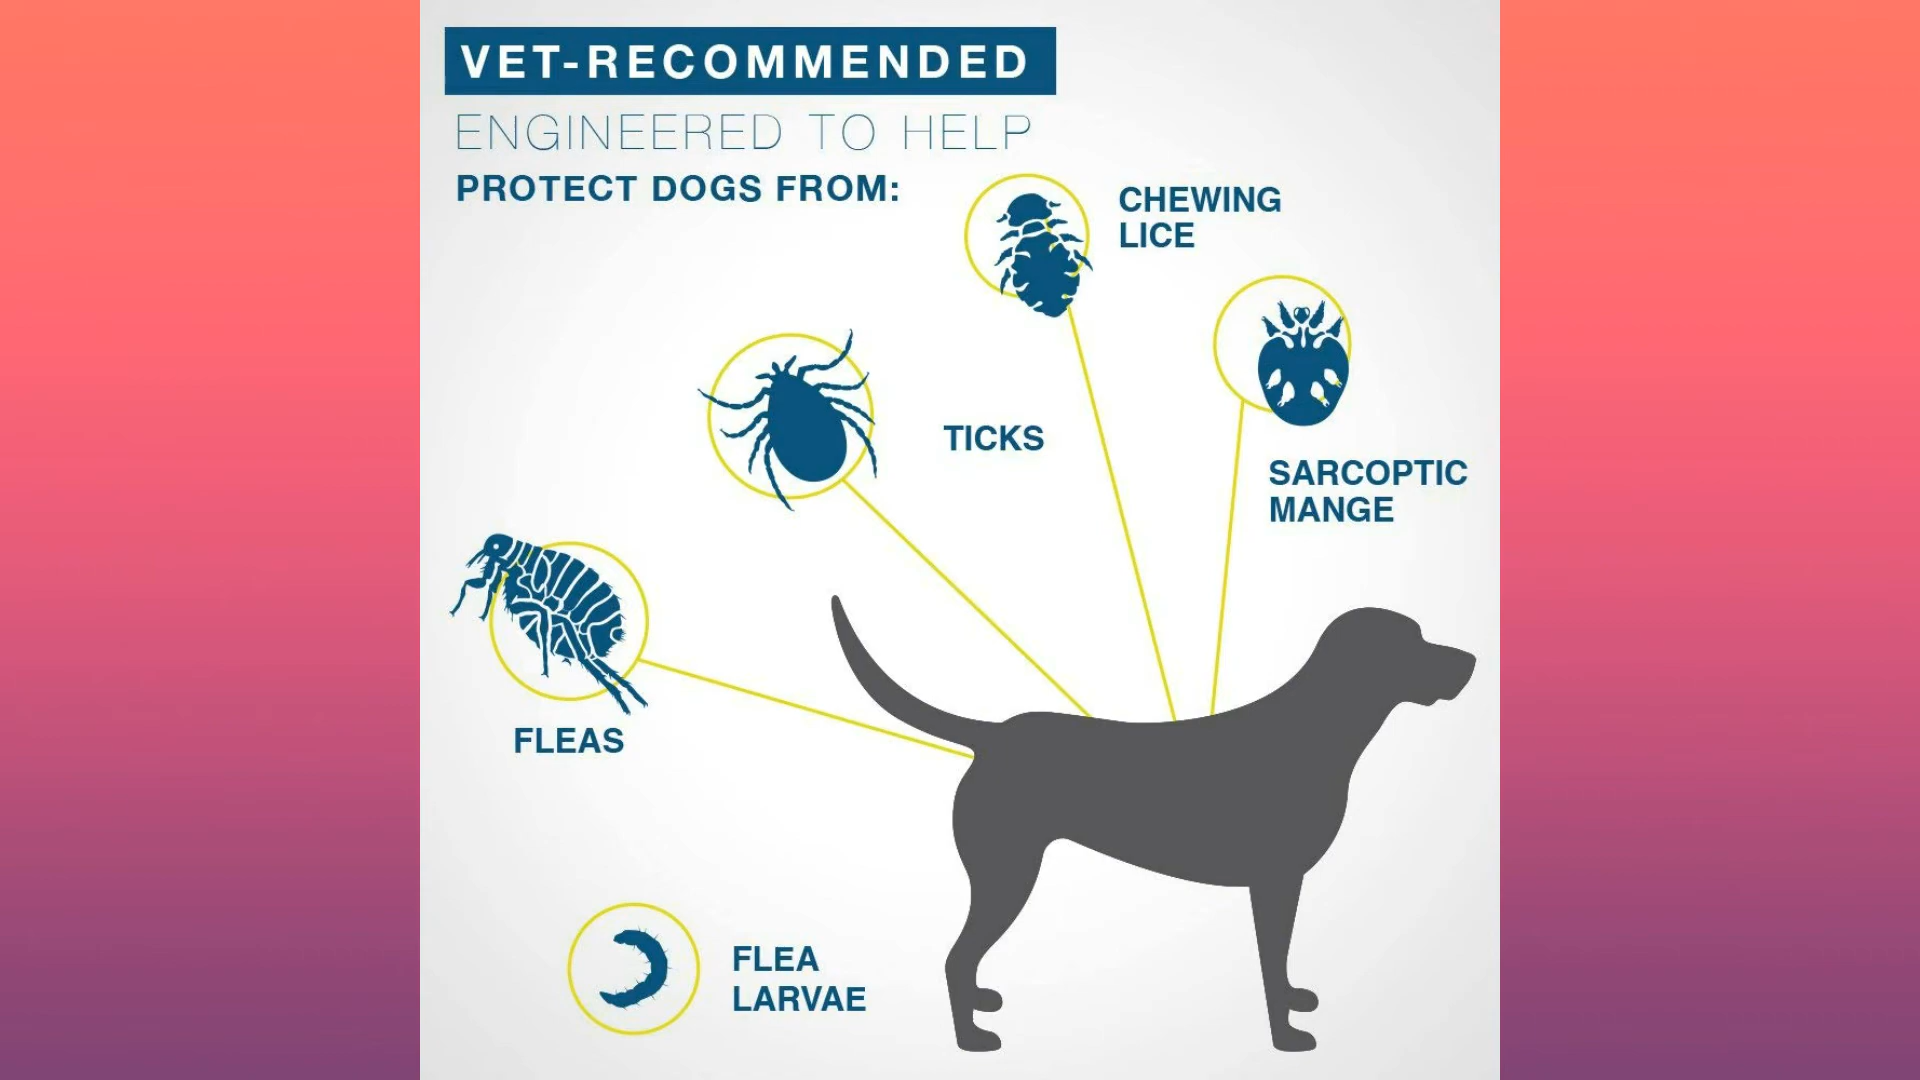 VET-RECOMMENDED
ENGINEERED TO HELP
PROTECT DOGS FROM:
CHEWING
LICE
TICKS
SARCOPTIC
MANGE
FLEAS
FLEA
LARVAE